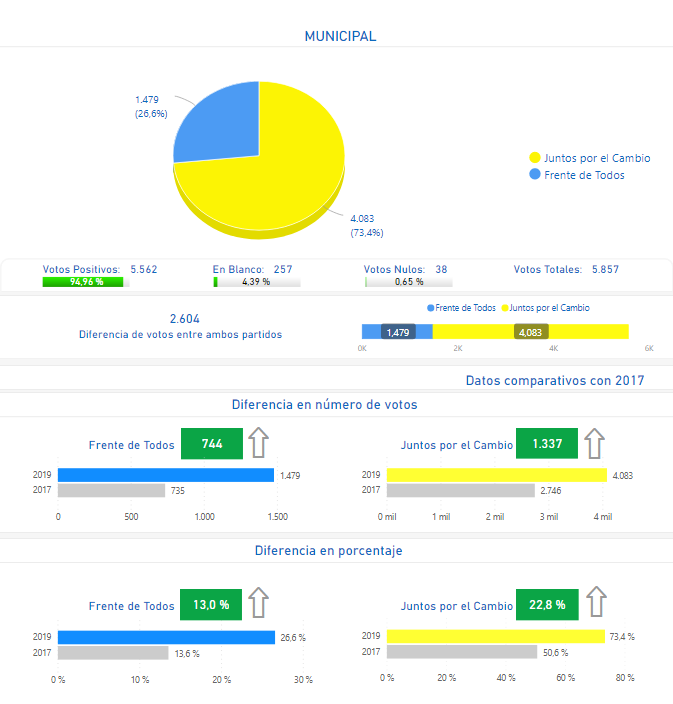 MUNICIPAL
1.479
(26,6%)
Juntos por el Cambio
Frente de Todos
4.083
(73,4%)
Votos Positivos: 5.562
94,96 %
En Blanco: 257
4,39 %
Votos Nulos: 38
0,65 %
Votos Totales: 5.857
2.604
Diferencia de votos entre ambos partidos
Frente de Todos Juntos por el Cambio
1,479 4,083
0K 2K 4K 6K
Datos comparativos con 2017
Diferencia en número de votos
Frente de Todos 744
2019 1.479
2017 735
0 500 1.000 1.500
Juntos por el Cambio 1.337
2019 4.083
2017 2.746
0 mil 1 mil 2 mil 3 mil 4 mil
Diferencia en porcentaje
Frente de Todos 13,0 %
2019 26,6 %
2017 13,6 %
0 % 10 % 20 % 30 %
Juntos por el Cambio 22,8 %
2019 73,4 %
2017 50,6 %
0 % 20 % 40 % 60 % 80 %